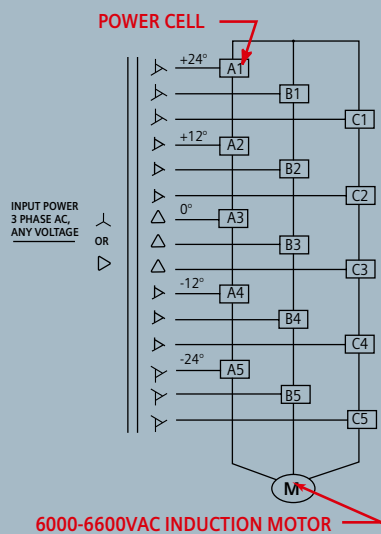 POWER CELL
+24°
A1
B1
C1
+12°
A2
B2
C2
INPUT POWER
3 PHASE AC,
ANY VOLTAGE
OR
0°
A3
B3
C3
-12°
A4
B4
C4
-24°
A5
B5
C5
M
6000-6600VAC INDUCTION MOTOR